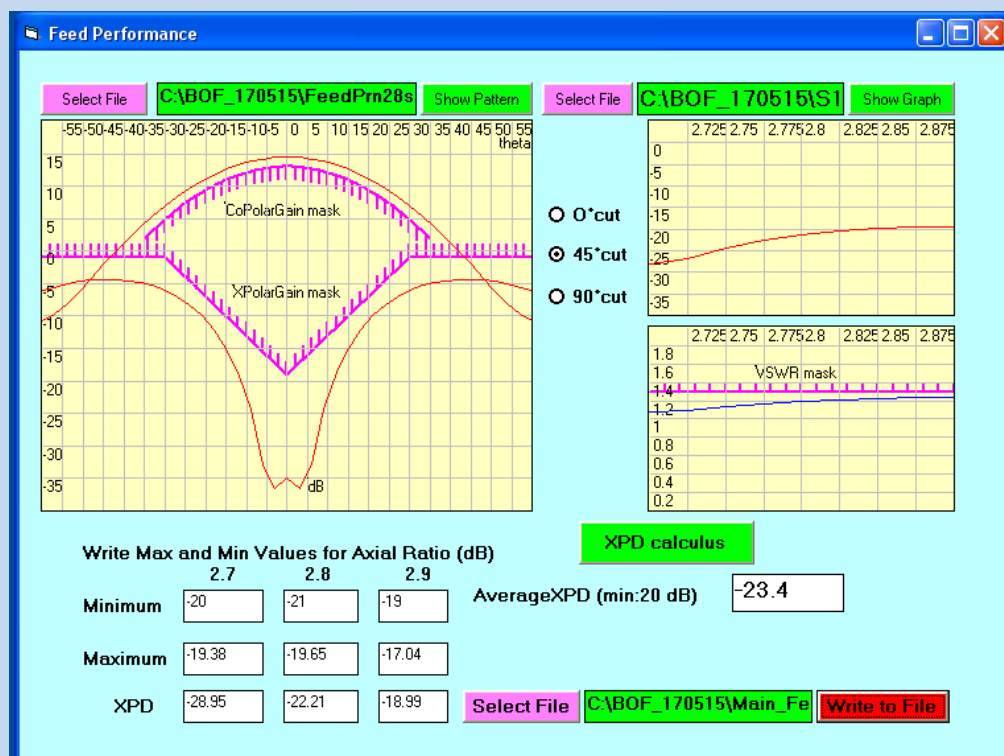 Feed Performance
Select File C:\BOF_170515\FeedPrn28s Show Pattern Select File C:\BOF_170515\S1 Show Graph
-55-50-45-40-35-30-25-20-15-10-5 0 5 10 15 20 25 30 35 40 45 50 55
theta
15
10
5
0
-5
-10
-15
-20
-25
-30
-35
CoPolarGain mask
XPolarGain mask
dB
O*cut
45*cut
90*cut
2.725 2.75 2.775 2.8 2.825 2.85 2.875
0
-5
-10
-15
-20
-25
-30
-35
2.725 2.75 2.775 2.8 2.825 2.85 2.875
1.8
1.6
1.4
1.2
1
0.8
0.6
0.4
0.2
VSWR mask
XPD calculus
Write Max and Min Values for Axial Ratio (dB)
2.7 2.8 2.9
Minimum -20 -21 -19
AverageXPD (min:20 dB) -23.4
Maximum -19.38 -19.65 -17.04
XPD -28.95 -22.21 -18.99
Select File C:\BOF_170515\Main_Fe Write to File